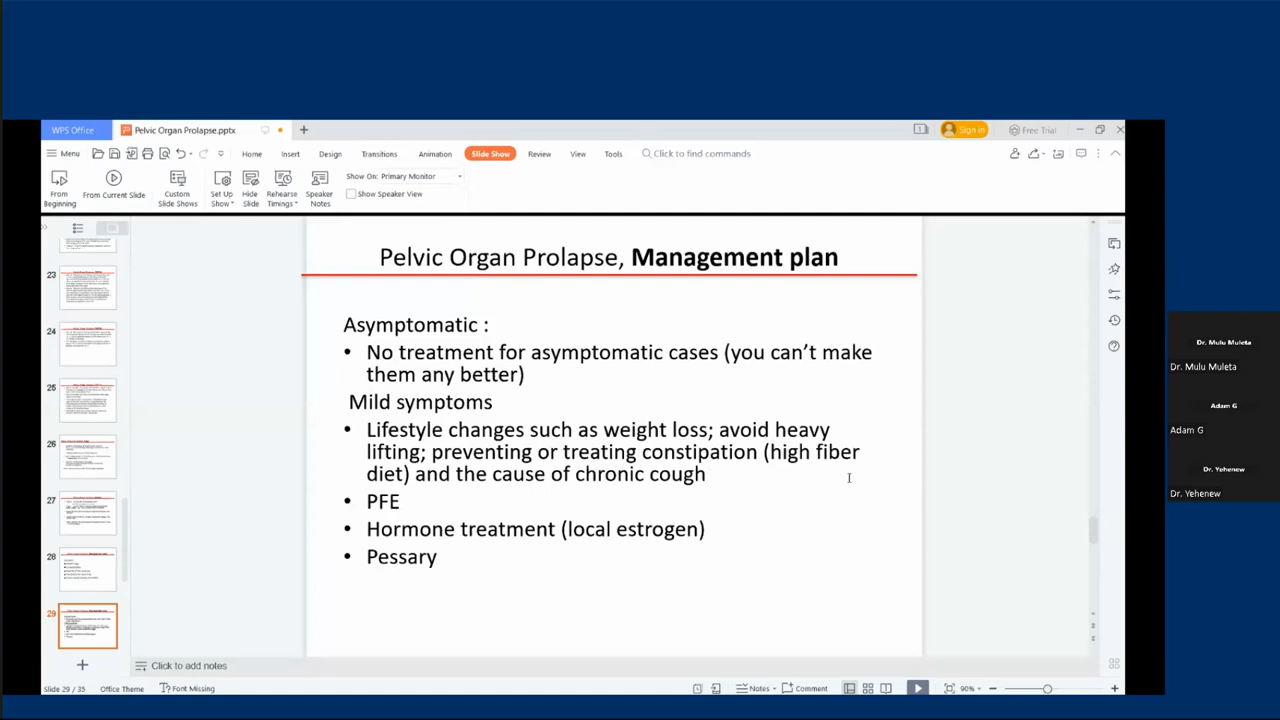 WPS Office
Pelvic Organ Prolapse.pptx
Sign in
Free Trial
Menu
Home
Insert
Design
Transitions
Animation
Slide Show
Review
View
Tools
Click to find commands
From Beginning
From Current Slide
Custom Slide Shows
Set Up Show
Hide Slide
Rehearse Timings
Speaker Notes
Show On: Primary Monitor
Show Speaker View
23
24
25
26
27
28
29
Pelvic Organ Prolapse, Management plan
Asymptomatic :
• No treatment for asymptomatic cases (you can’t make
them any better)
Mild symptoms
• Lifestyle changes such as weight loss; avoid heavy
lifting; preventing or treating constipation (high fiber
diet) and the cause of chronic cough
• PFE
• Hormone treatment (local estrogen)
• Pessary
Dr. Mulu Muleta
Dr. Mulu Muleta
Adam G
Adam G
Dr. Yehenew
Dr. Yehenew
Click to add notes
Slide 29 / 35
Office Theme
Font Missing
Notes
Comment
90%